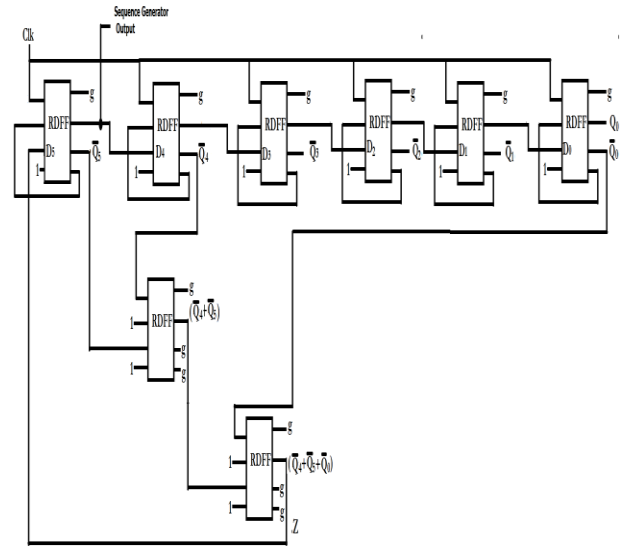 Sequence Generator
Output
Clk
g g g g g g
RDFF RDFF RDFF RDFF RDFF RDFF
Q₀
D₅ Q̅₅ D₄ Q̅₄ D₃ Q̅₃ D₂ Q̅₂ D₁ Q̅₁ D₀ Q̅₀
1 1 1 1 1 1
g
(Q̅₄+Q̅₅)
1 RDFF
g
1 g
g
(Q̅₄+Q̅₅+Q̅₀)
1 RDFF
g
1 g
Z